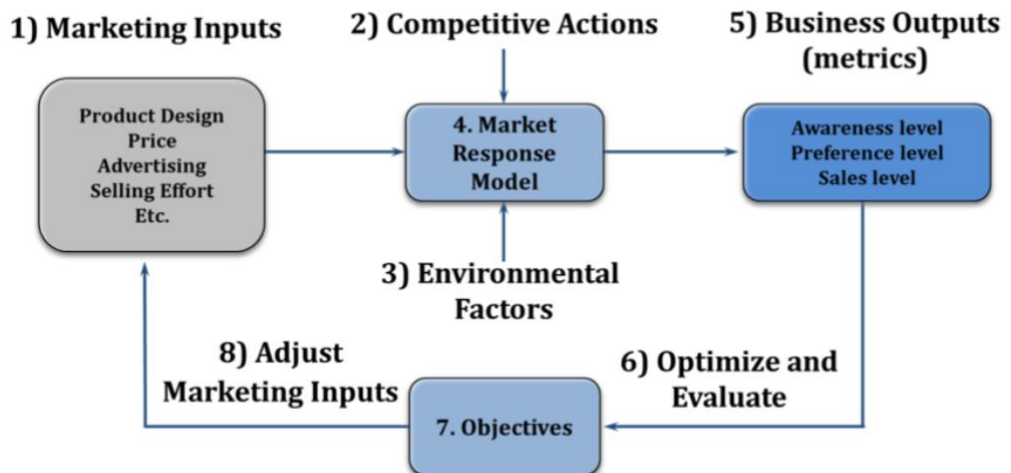 1) Marketing Inputs
2) Competitive Actions
5) Business Outputs
(metrics)
Product Design
Price
Advertising
Selling Effort
Etc.
4. Market
Response
Model
Awareness level
Preference level
Sales level
3) Environmental
Factors
8) Adjust
Marketing Inputs
6) Optimize and
Evaluate
7. Objectives